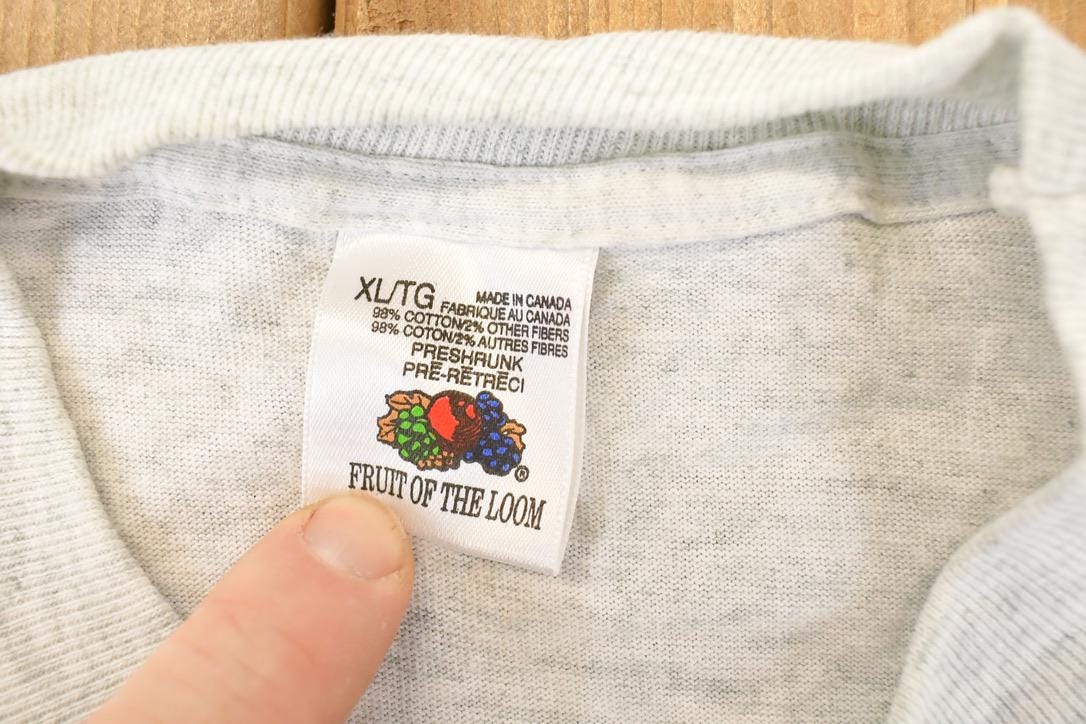 XL/TG
MADE IN CANADA
FABRIQUE AU CANADA
98% COTTON/2% OTHER FIBERS
98% COTON/2% AUTRES FIBRES
PRESHRUNK
PRÉ-RÉTRÉCI
®
FRUIT OF THE LOOM